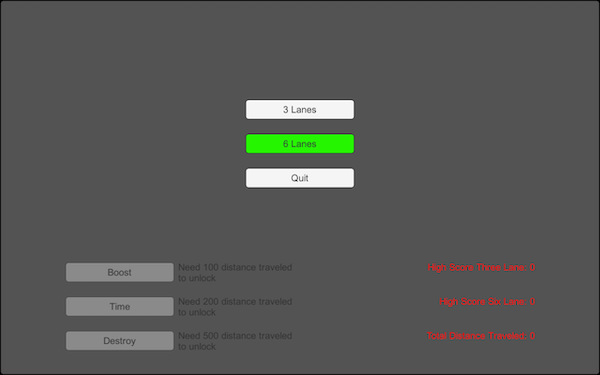 3 Lanes
6 Lanes
Quit
Boost
Need 100 distance traveled
to unlock
High Score Three Lane: 0
Time
Need 200 distance traveled
to unlock
High Score Six Lane: 0
Destroy
Need 500 distance traveled
to unlock
Total Distance Traveled: 0